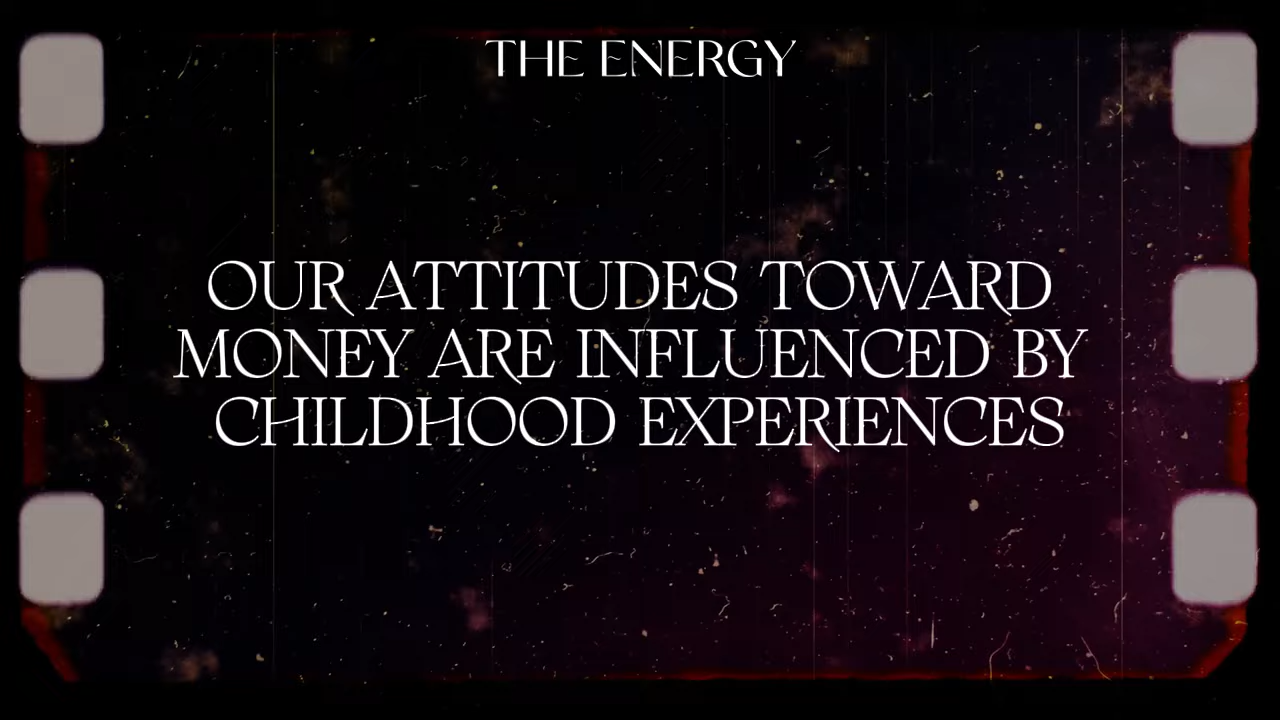 THE ENERGY
OUR ATTITUDES TOWARD
MONEY ARE INFLUENCED BY
CHILDHOOD EXPERIENCES